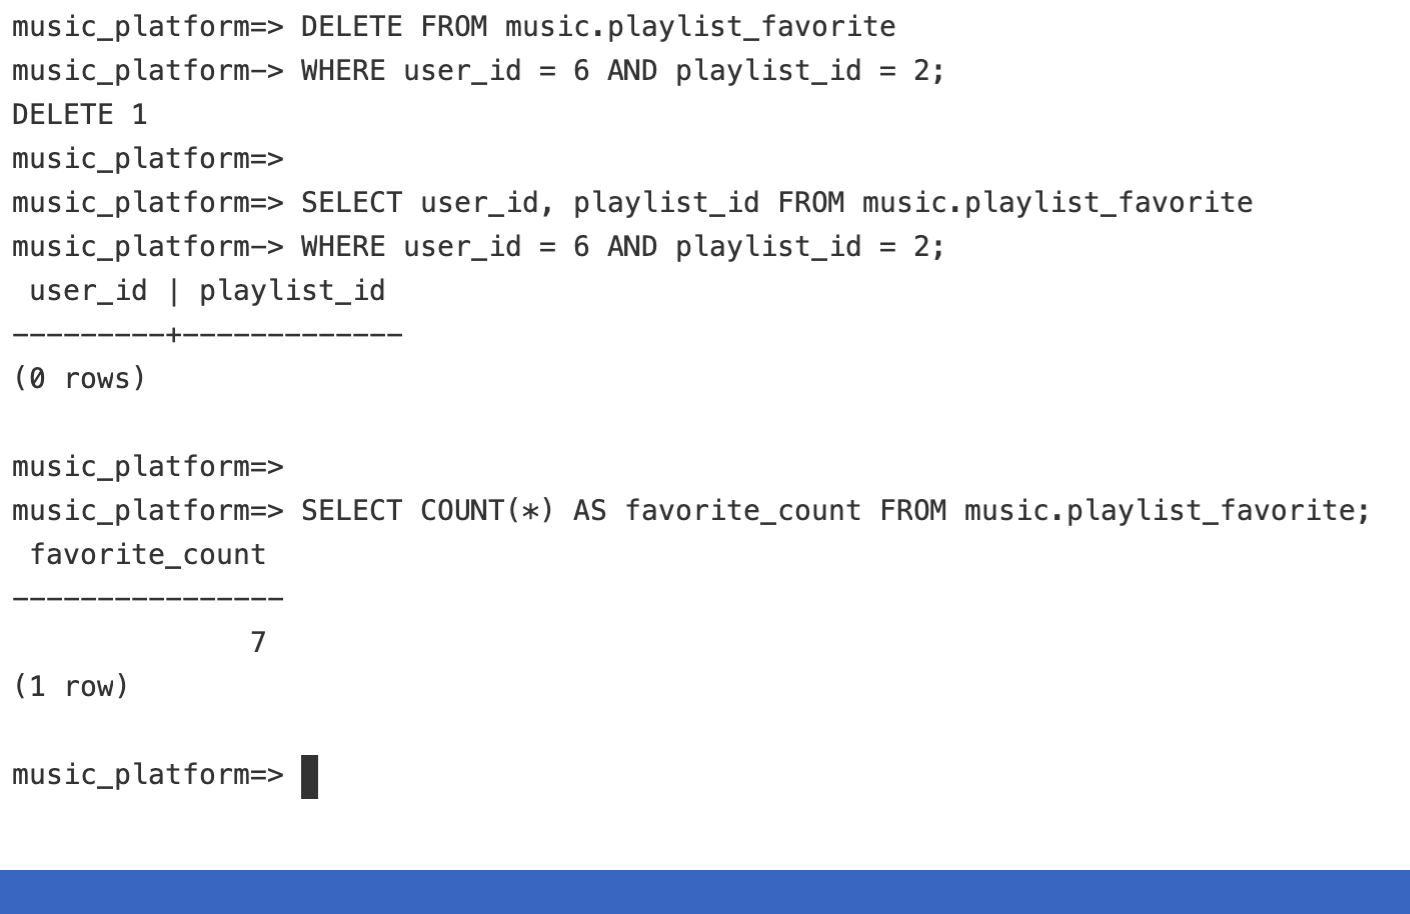 music_platform=> DELETE FROM music.playlist_favorite
music_platform-> WHERE user_id = 6 AND playlist_id = 2;
DELETE 1
music_platform=>
music_platform=> SELECT user_id, playlist_id FROM music.playlist_favorite
music_platform-> WHERE user_id = 6 AND playlist_id = 2;
 user_id | playlist_id
---------+-------------
(0 rows)

music_platform=>
music_platform=> SELECT COUNT(*) AS favorite_count FROM music.playlist_favorite;
 favorite_count
----------------
              7
(1 row)

music_platform=>